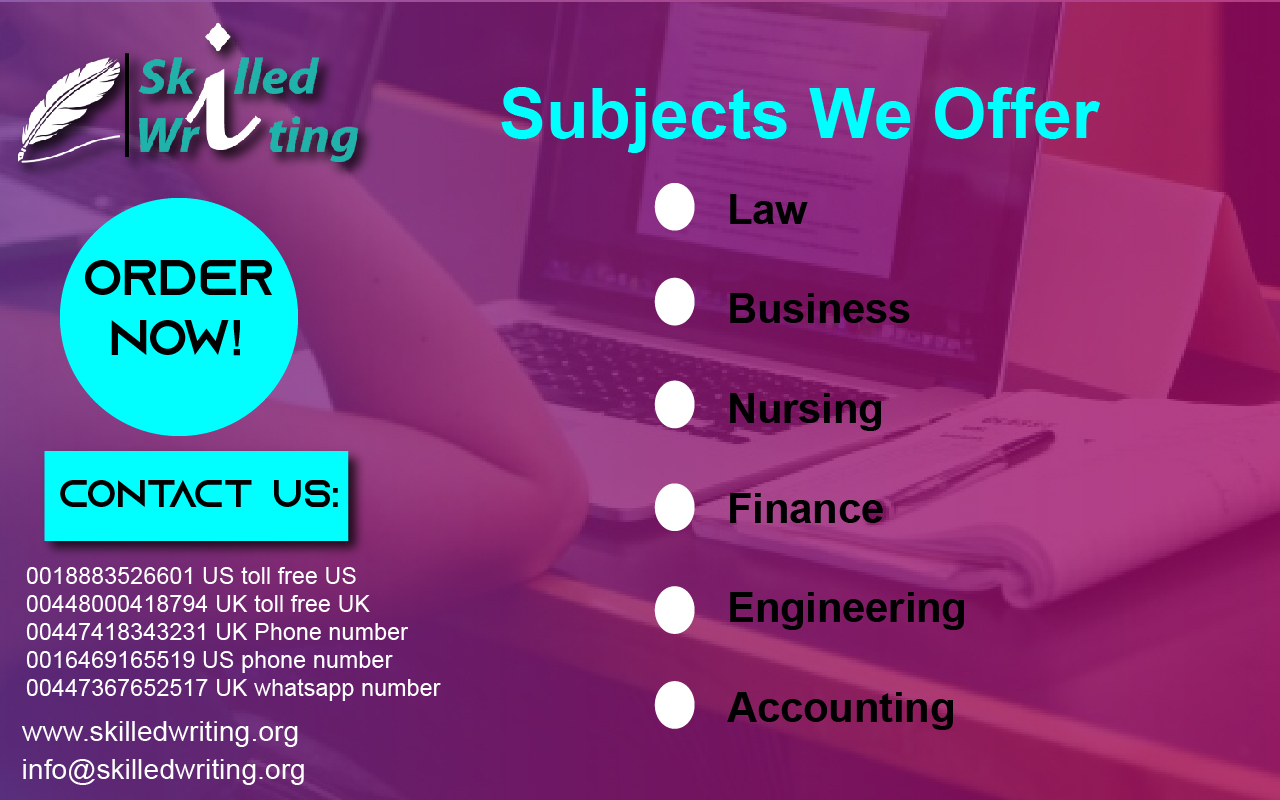 Skilled
Writing
Subjects We Offer
Law
Business
Nursing
Finance
Engineering
Accounting
ORDER
NOW!
CONTACT US:
0018883526601 US toll free US
00448000418794 UK toll free UK
00447418343231 UK Phone number
0016469165519 US phone number
00447367652517 UK whatsapp number
www.skilledwriting.org
info@skilledwriting.org